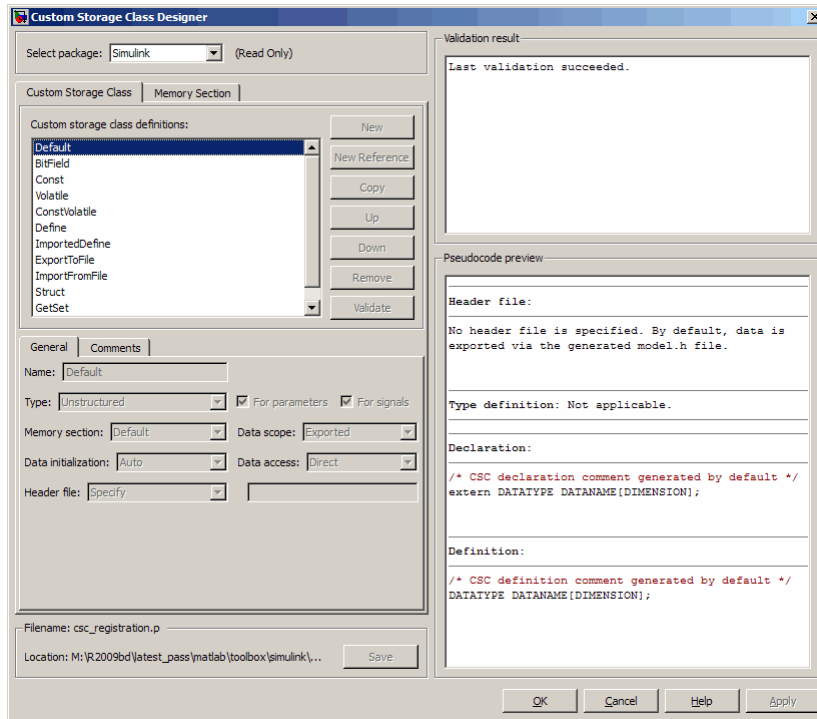 Custom Storage Class Designer
Select package: Simulink (Read Only)
Custom Storage Class Memory Section
Custom storage class definitions:
Default
BitField
Const
Volatile
ConstVolatile
Define
ImportedDefine
ExportToFile
ImportFromFile
Struct
GetSet
New
New Reference
Copy
Up
Down
Remove
Validate
General Comments
Name: Default
Type: Unstructured For parameters For signals
Memory section: Default Data scope: Exported
Data initialization: Auto Data access: Direct
Header file: Specify
Filename: csc_registration.p
Location: M:\R2009bd\latest_pass\matlab\toolbox\simulink\... Save
Validation result
Last validation succeeded.
Pseudocode preview
Header file:
No header file is specified. By default, data is
exported via the generated model.h file.
Type definition: Not applicable.
Declaration:
/* CSC declaration comment generated by default */
extern DATATYPE DATANAME[DIMENSION];
Definition:
/* CSC definition comment generated by default */
DATATYPE DATANAME[DIMENSION];
OK Cancel Help Apply